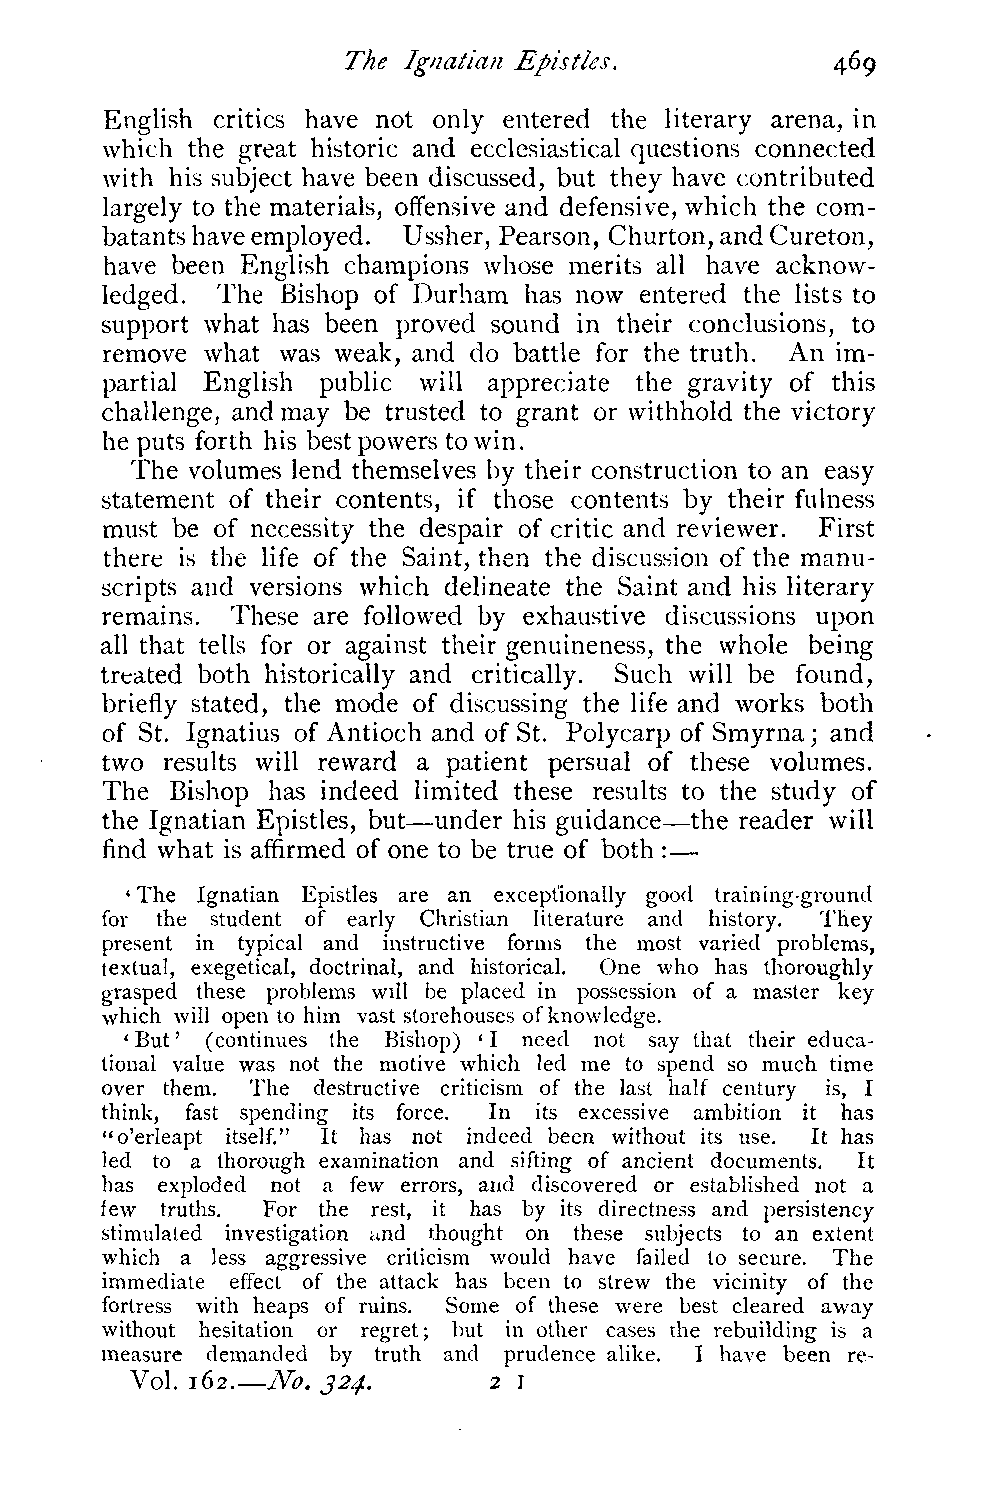 The Ignatian Epistles. 469
English critics have not only entered the literary arena, in
which the great historic and ecclesiastical questions connected
with his subject have been discussed, but they have contributed
largely to the materials, offensive and defensive, which the com-
batants have employed. Ussher, Pearson, Churton, and Cureton,
have been English champions whose merits all have acknow-
ledged. The Bishop of Durham has now entered the lists to
support what has been proved sound in their conclusions, to
remove what was weak, and do battle for the truth. An im-
partial English public will appreciate the gravity of this
challenge, and may be trusted to grant or withhold the victory
he puts forth his best powers to win.
The volumes lend themselves by their construction to an easy
statement of their contents, if those contents by their fulness
must be of necessity the despair of critic and reviewer. First
there is the life of the Saint, then the discussion of the manu-
scripts and versions which delineate the Saint and his literary
remains. These are followed by exhaustive discussions upon
all that tells for or against their genuineness, the whole being
treated both historically and critically. Such will be found,
briefly stated, the mode of discussing the life and works both
of St. Ignatius of Antioch and of St. Polycarp of Smyrna; and
two results will reward a patient persual of these volumes.
The Bishop has indeed limited these results to the study of
the Ignatian Epistles, but—under his guidance—the reader will
find what is affirmed of one to be true of both:—
‘The Ignatian Epistles are an exceptionally good training-ground
for the student of early Christian literature and history. They
present in typical and instructive forms the most varied problems,
textual, exegetical, doctrinal, and historical. One who has thoroughly
grasped these problems will be placed in possession of a master key
which will open to him vast storehouses of knowledge.
‘But’ (continues the Bishop) ‘I need not say that their educa-
tional value was not the motive which led me to spend so much time
over them. The destructive criticism of the last half century is, I
think, fast spending its force. In its excessive ambition it has
“o’erleapt itself.” It has not indeed been without its use. It has
led to a thorough examination and sifting of ancient documents. It
has exploded not a few errors, and discovered or established not a
few truths. For the rest, it has by its directness and persistency
stimulated investigation and thought on these subjects to an extent
which a less aggressive criticism would have failed to secure. The
immediate effect of the attack has been to strew the vicinity of the
fortress with heaps of ruins. Some of these were best cleared away
without hesitation or regret; but in other cases the rebuilding is a
measure demanded by truth and prudence alike. I have been re-
Vol. 162.—No. 324. 2 I